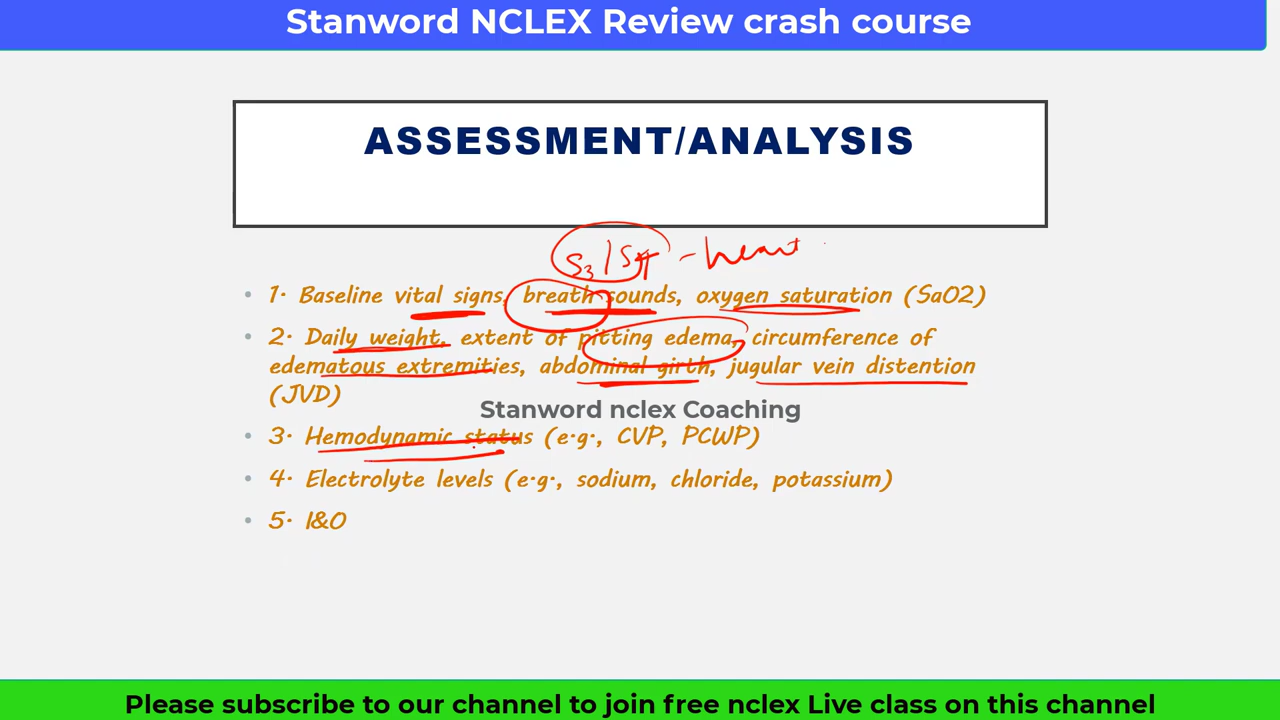 Stanword NCLEX Review crash course
ASSESSMENT/ANALYSIS
S3/S4 - heart
• 1. Baseline vital signs, breath sounds, oxygen saturation (SaO2)
• 2. Daily weight, extent of pitting edema, circumference of
edematous extremities, abdominal girth, jugular vein distention
(JVD)
Stanword nclex Coaching
• 3. Hemodynamic status (e.g., CVP, PCWP)
• 4. Electrolyte levels (e.g., sodium, chloride, potassium)
• 5. I&O
Please subscribe to our channel to join free nclex Live class on this channel